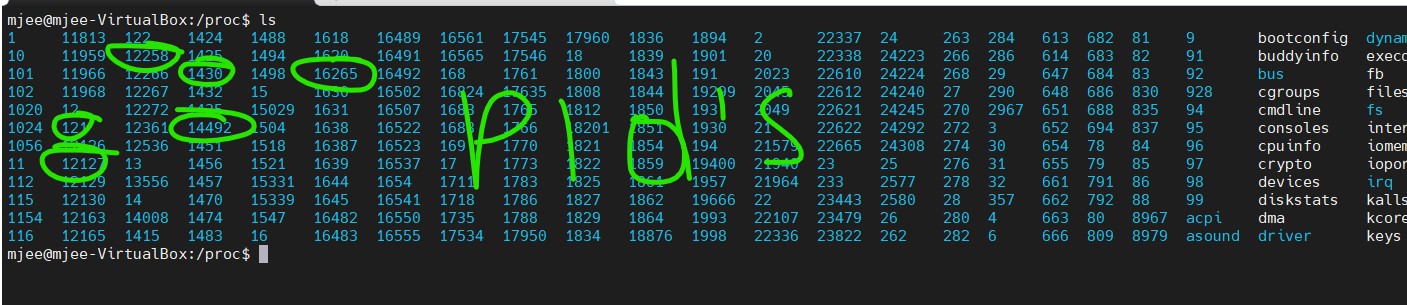 mjee@mjee-VirtualBox:/proc$ ls
1 11813 122 1424 1488 1618 16489 16561 17545 17960 1836 1894 2 22337 24 263 284 613 682 81 9 bootconfig dynam
10 11959 12258 1425 1494 1620 16491 16565 17546 18 1839 1901 20 22338 24223 266 286 614 683 82 91 buddyinfo execd
101 11966 12266 1430 1498 16265 16492 168 1761 1800 1843 191 2023 22610 24224 268 29 647 684 83 92 bus fb
102 11968 12267 1432 15 1630 16502 16824 17635 1808 1844 19299 22612 24240 27 290 648 686 830 928 cgroups files
1020 12 12272 1435 15029 1631 16507 1765 1812 1850 1931 2049 22621 24245 270 2967 651 688 835 94 cmdline fs
1024 121 12361 14492 1504 1638 16522 1766 18201 1851 1930 21 22622 24292 272 3 652 694 837 95 consoles inter
1056 12536 1451 1518 16387 16523 169 1770 1821 1854 194 21579 22665 24308 274 30 654 78 84 96 cpuinfo iomem
11 12127 13 1456 1521 1639 16537 17 1773 1822 1859 19400 23 25 276 31 655 79 85 97 crypto iopor
112 12129 13556 1457 15331 1644 1654 1711 1783 1825 1861 1957 21964 233 2577 278 32 661 791 86 98 devices irq
115 12130 14 1470 15339 1645 16541 1718 1786 1827 1862 19666 22 23443 2580 28 357 662 792 88 99 diskstats kalls
1154 12163 14008 1474 1547 16482 16550 1735 1788 1829 1864 1993 22107 23479 26 280 4 663 80 8967 acpi dma kcore
116 12165 1415 1483 16 16483 16555 17534 17950 1834 18876 1998 22336 23822 262 282 6 666 809 8979 asound driver keys
mjee@mjee-VirtualBox:/proc$
PID's